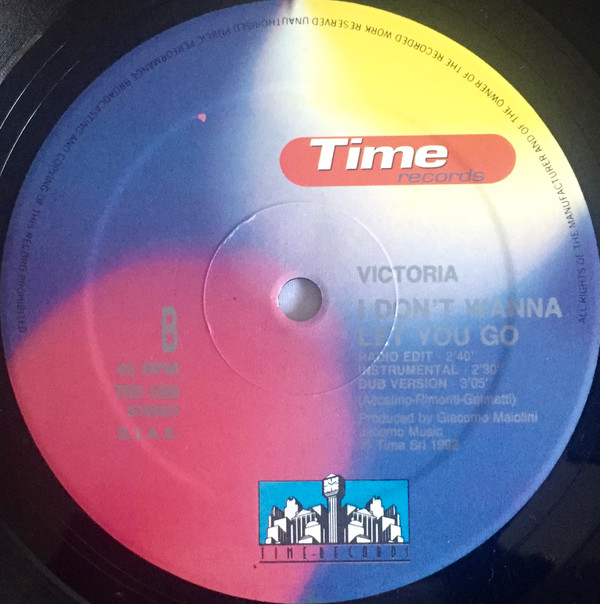 ALL RIGHTS OF THE MANUFACTURER AND OF THE OWNER OF THE RECORDED WORK RESERVED UNAUTHORISED PUBLIC PERFORMANCE BROADCASTING AND COPYING OF THIS RECORD PROHIBITED
Time
records
VICTORIA
I DON'T WANNA
LET YOU GO
RADIO EDIT - 2'40'
INSTRUMENTAL - 2'30'
DUB VERSION - 3'05'
(Accatino-Rimonti-Gelmetti)
Produced by Giacomo Maiolini
Jacomo Music
Time Srl 1992
45 RPM
STEREO
S.I.A.E.
TIME-RECORDS